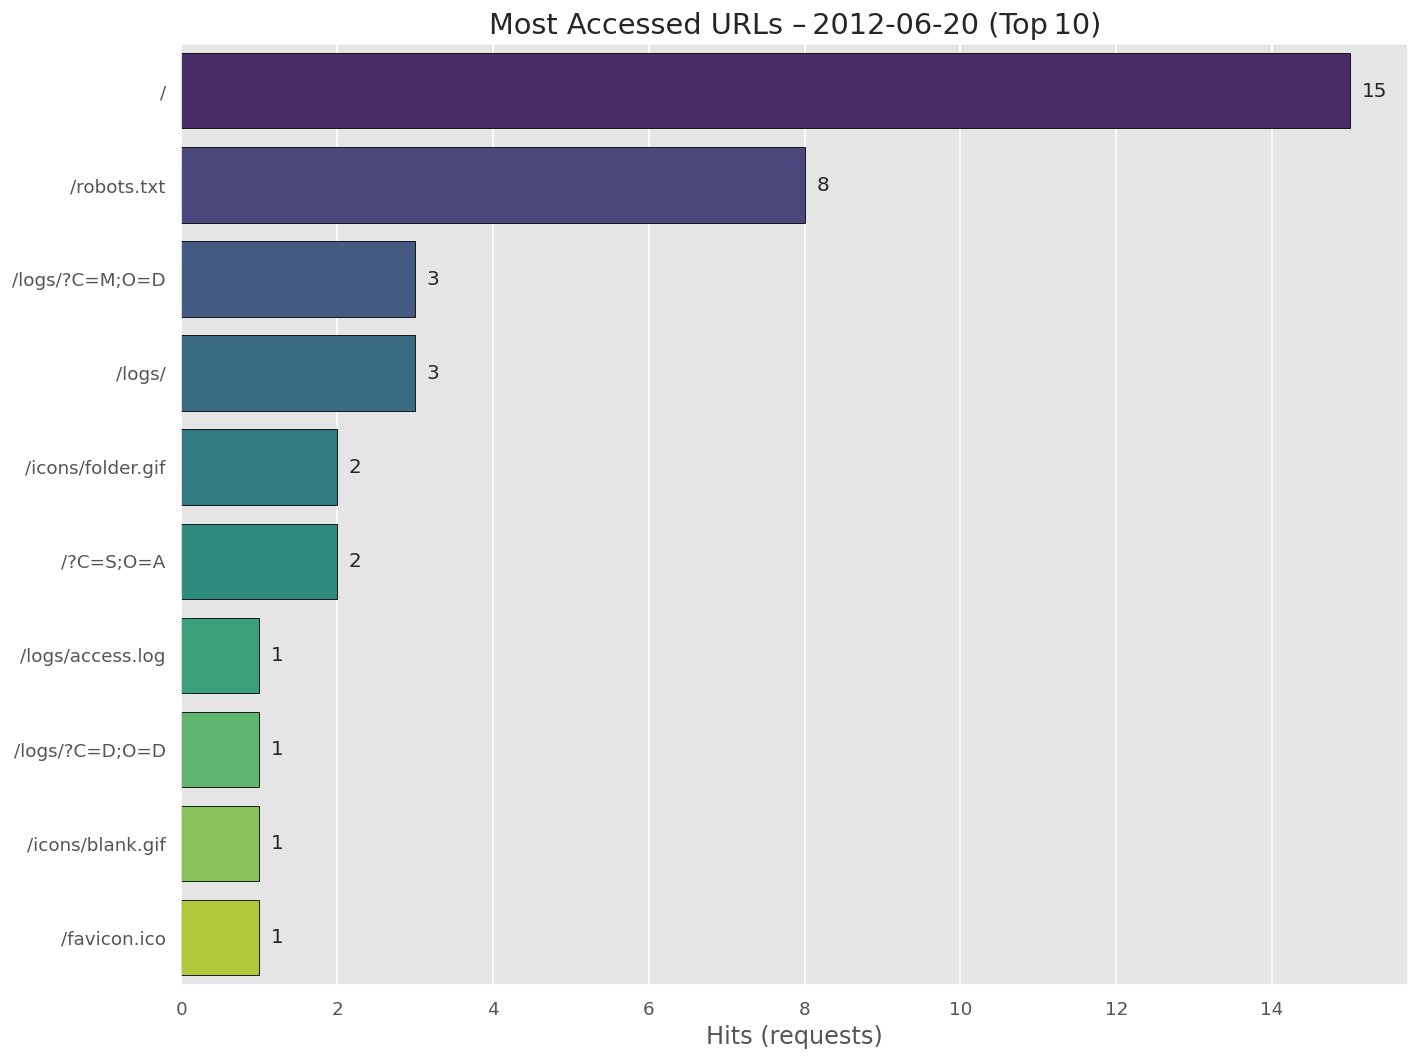 Most Accessed URLs – 2012-06-20 (Top 10)
/
15
/robots.txt
8
/logs/?C=M;O=D
3
/logs/
3
/icons/folder.gif
2
/?C=S;O=A
2
/logs/access.log
1
/logs/?C=D;O=D
1
/icons/blank.gif
1
/favicon.ico
1
0 2 4 6 8 10 12 14
Hits (requests)